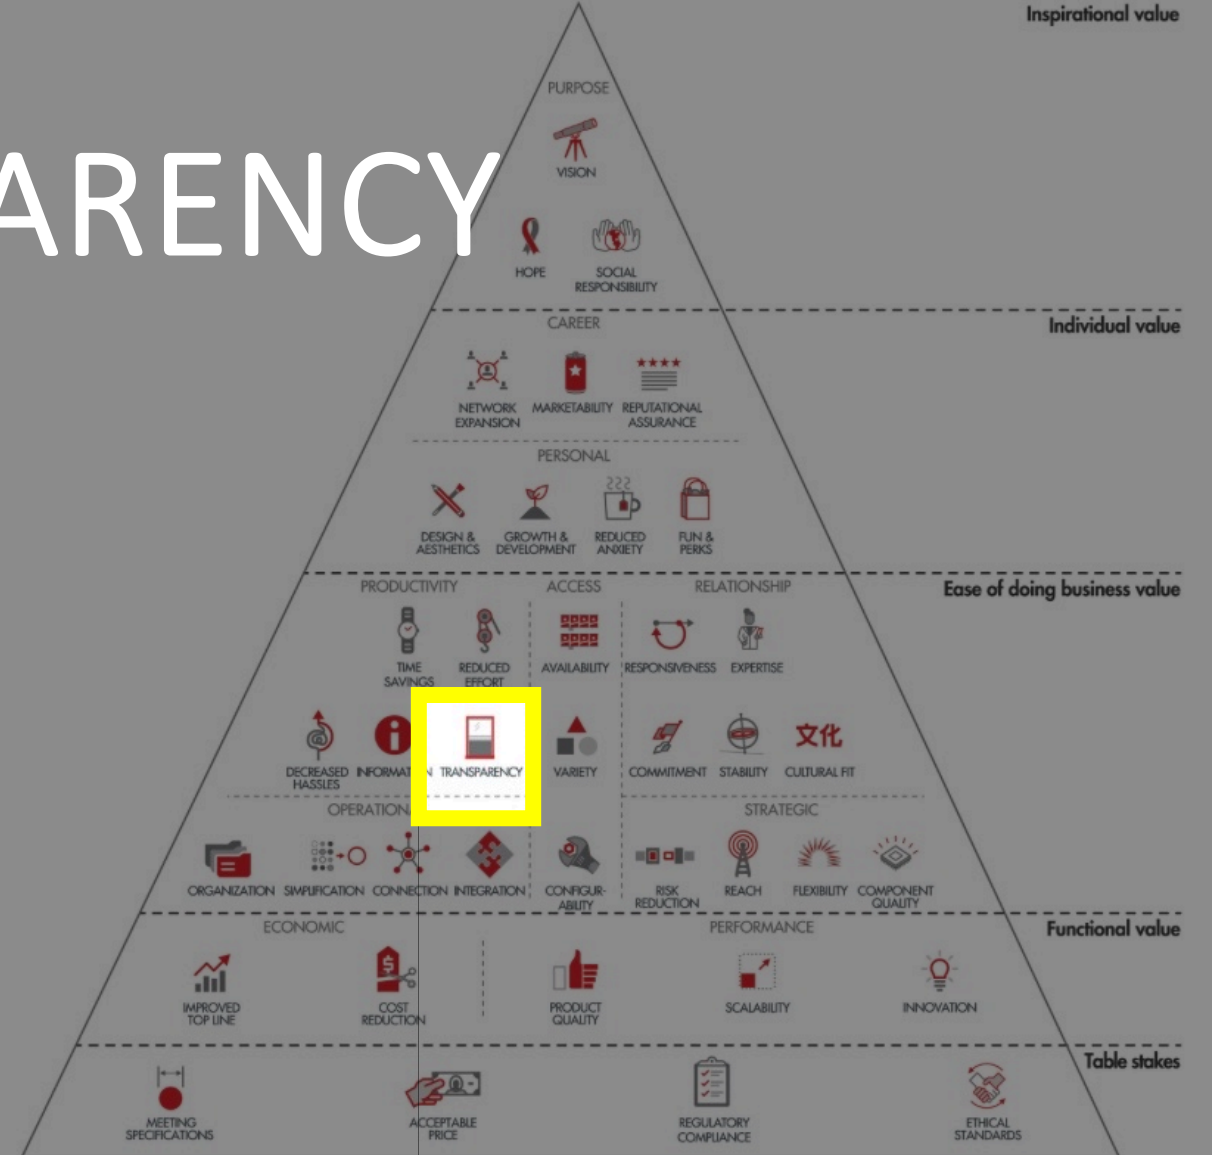 Inspirational value
PURPOSE
ARENCY
VISION
HOPE
SOCIAL
RESPONSIBILITY
Individual value
CAREER
NETWORK
EXPANSION
MARKETABILITY
REPUTATIONAL
ASSURANCE
PERSONAL
DESIGN &
AESTHETICS
GROWTH &
DEVELOPMENT
REDUCED
ANXIETY
FUN &
PERKS
Ease of doing business value
PRODUCTIVITY
ACCESS
RELATIONSHIP
TIME
SAVINGS
REDUCED
EFFORT
AVAILABILITY
RESPONSIVENESS
EXPERTISE
文化
DECREASED
HASSLES
INFORMAT N
TRANSPARENCY
VARIETY
COMMITMENT
STABILITY
CULTURAL FIT
OPERATION
STRATEGIC
ORGANIZATION
SIMPLIFICATION
CONNECTION
INTEGRATION
CONFIGUR-
ABILITY
RISK
REDUCTION
REACH
FLEXIBILITY
COMPONENT
QUALITY
Functional value
ECONOMIC
PERFORMANCE
IMPROVED
TOP LINE
COST
REDUCTION
PRODUCT
QUALITY
SCALABILITY
INNOVATION
Table stakes
MEETING
SPECIFICATIONS
ACCEPTABLE
PRICE
REGULATORY
COMPLIANCE
ETHICAL
STANDARDS